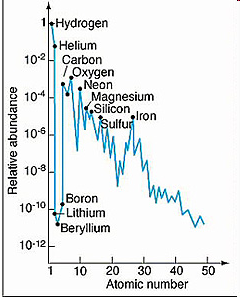 1
Hydrogen
Helium
10-2
Carbon
Oxygen
Neon
10-4
Magnesium
Silicon
Iron
Sulfur
10-6
Relative abundance
10-8
10-10
Boron
Lithium
Beryllium
10-12
1 10 20 30 40 50
Atomic number